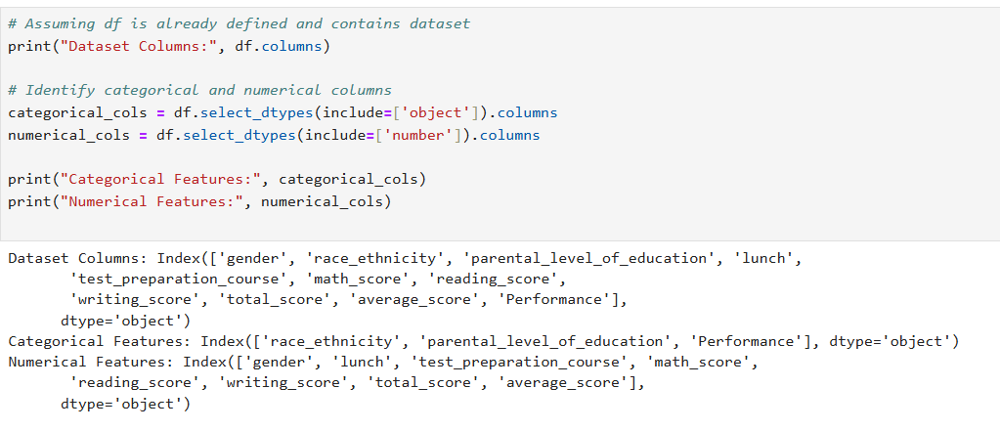 # Assuming df is already defined and contains dataset
print("Dataset Columns:", df.columns)
# Identify categorical and numerical columns
categorical_cols = df.select_dtypes(include=['object']).columns
numerical_cols = df.select_dtypes(include=['number']).columns
print("Categorical Features:", categorical_cols)
print("Numerical Features:", numerical_cols)
Dataset Columns: Index(['gender', 'race_ethnicity', 'parental_level_of_education', 'lunch',
'test_preparation_course', 'math_score', 'reading_score',
'writing_score', 'total_score', 'average_score', 'Performance'],
dtype='object')
Categorical Features: Index(['race_ethnicity', 'parental_level_of_education', 'Performance'], dtype='object')
Numerical Features: Index(['gender', 'lunch', 'test_preparation_course', 'math_score',
'reading_score', 'writing_score', 'total_score', 'average_score'],
dtype='object')